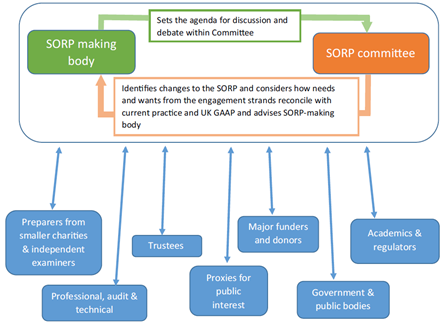 Sets the agenda for discussion and
debate within Committee
SORP making
body
SORP committee
Identifies changes to the SORP and considers how needs
and wants from the engagement strands reconcile with
current practice and UK GAAP and advises SORP-making
body
Preparers from
smaller charities
& independent
examiners
Professional, audit &
technical
Trustees
Proxies for
public
interest
Major funders
and donors
Government &
public bodies
Academics &
regulators